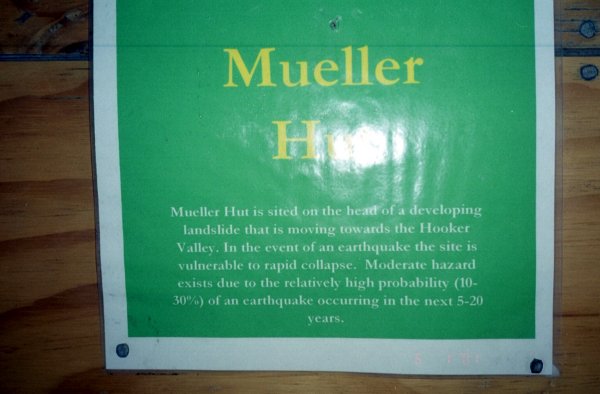 Mueller
Hut
Mueller Hut is sited on the head of a developing
landslide that is moving towards the Hooker
Valley. In the event of an earthquake the site is
vulnerable to rapid collapse. Moderate hazard
exists due to the relatively high probability (10-
30%) of an earthquake occurring in the next 5-20
years.